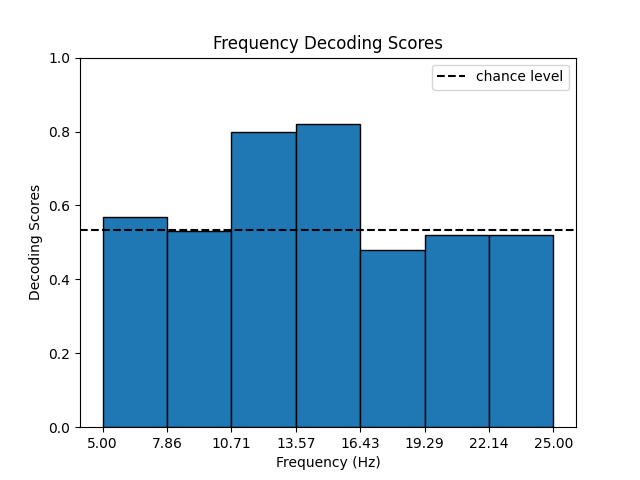 Frequency Decoding Scores
chance level
Decoding Scores
1.0
0.8
0.6
0.4
0.2
0.0
5.00 7.86 10.71 13.57 16.43 19.29 22.14 25.00
Frequency (Hz)